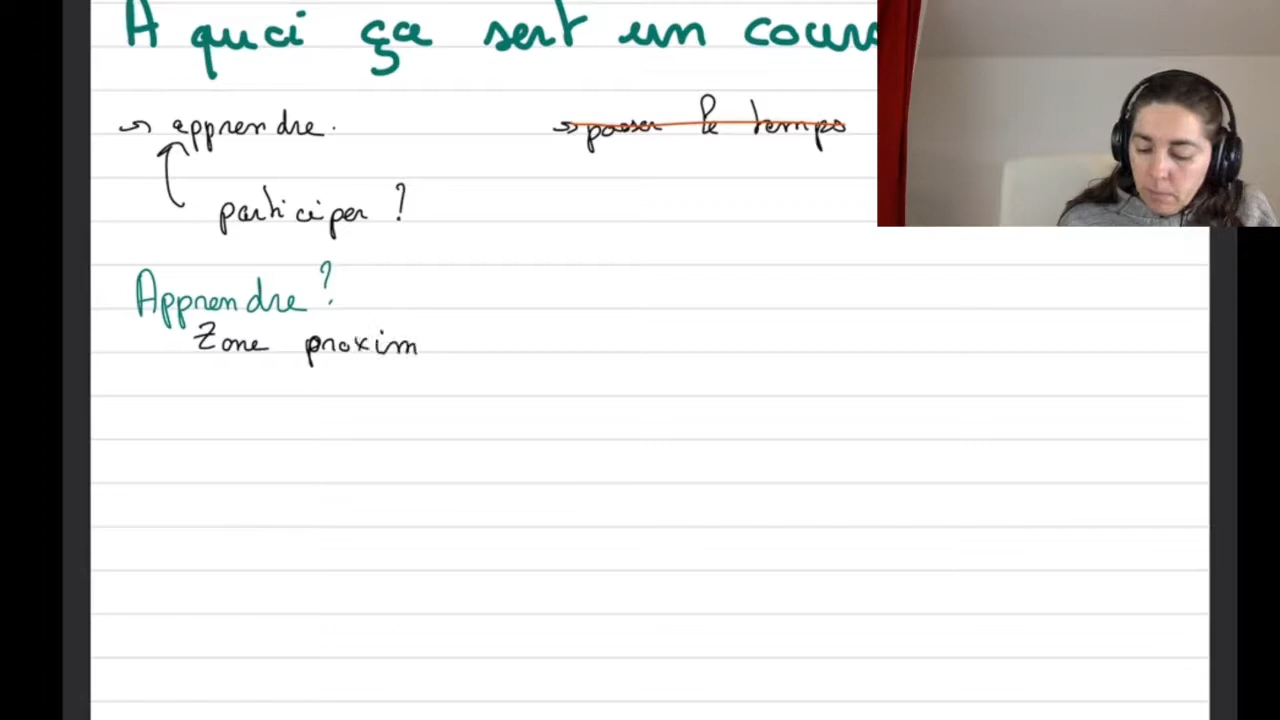 A quoi ça sert un cours
→ apprendre. → passer le temps
participer ?
Apprendre ?
Zone proxim